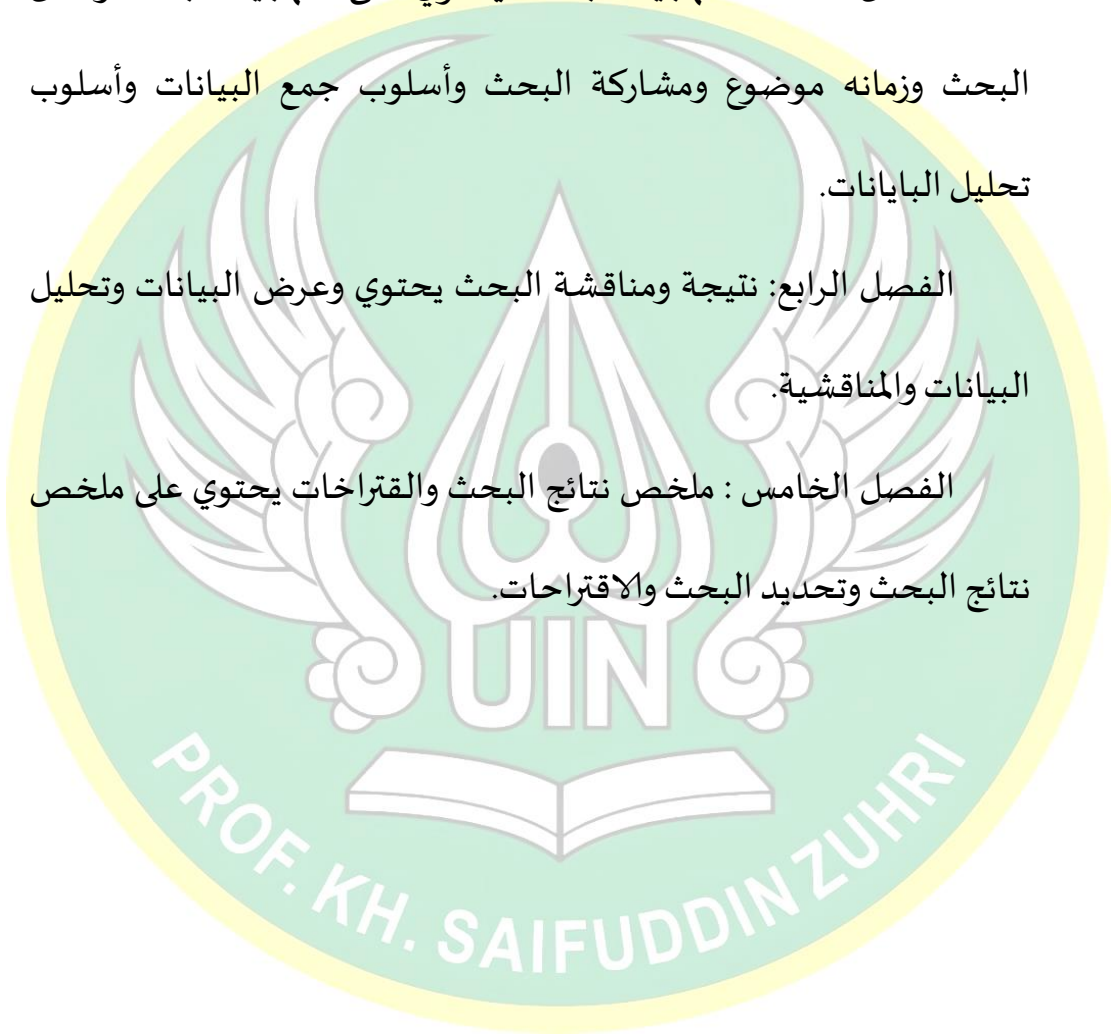 البحث وزمانه موضوع ومشاركة البحث وأسلوب جمع البيانات وأسلوب
تحليل البايانات.
الفصل الرابع: نتيجة ومناقشة البحث يحتوي وعرض البيانات وتحليل
البيانات والمناقشية.
الفصل الخامس : ملخص نتائج البحث والقتراخات يحتوي على ملخص
نتائج البحث وتحديد البحث والاقتراحات.
UIN
PROF. KH. SAIFUDDIN ZUHRI